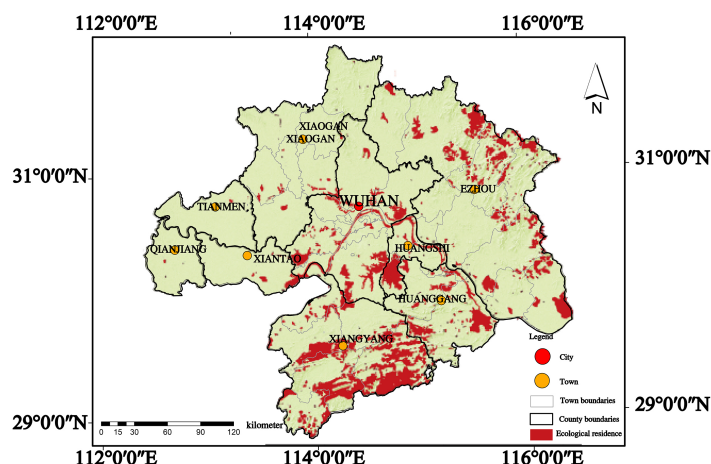 112°0′0″E 114°0′0″E 116°0′0″E
N
31°0′0″N 31°0′0″N
XIAOGAN
XIAOGAN
EZHOU
WUHAN
TIANMEN
HUANGSHI
QIANJIANG
XIANTAO
HUANGGANG
XIANGYANG
Legend
City
Town
Town boundaries
County boundaries
Ecological residence
29°0′0″N 29°0′0″N
0 15 30 60 90 120
kilometer
112°0′0″E 114°0′0″E 116°0′0″E